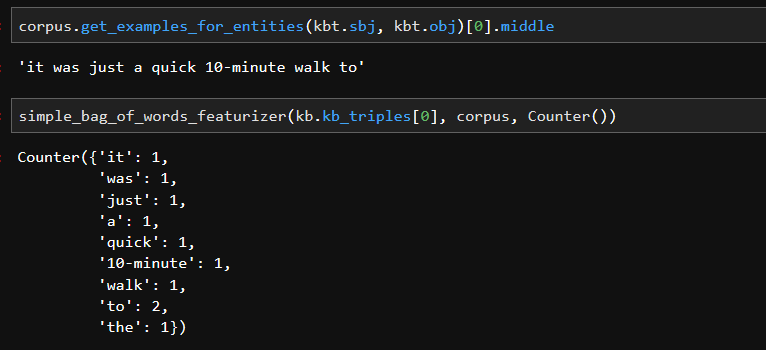 corpus.get_examples_for_entities(kbt.sbj, kbt.obj)[0].middle
'it was just a quick 10-minute walk to'
simple_bag_of_words_featurizer(kb.kb_triples[0], corpus, Counter())
Counter({'it': 1,
'was': 1,
'just': 1,
'a': 1,
'quick': 1,
'10-minute': 1,
'walk': 1,
'to': 2,
'the': 1})